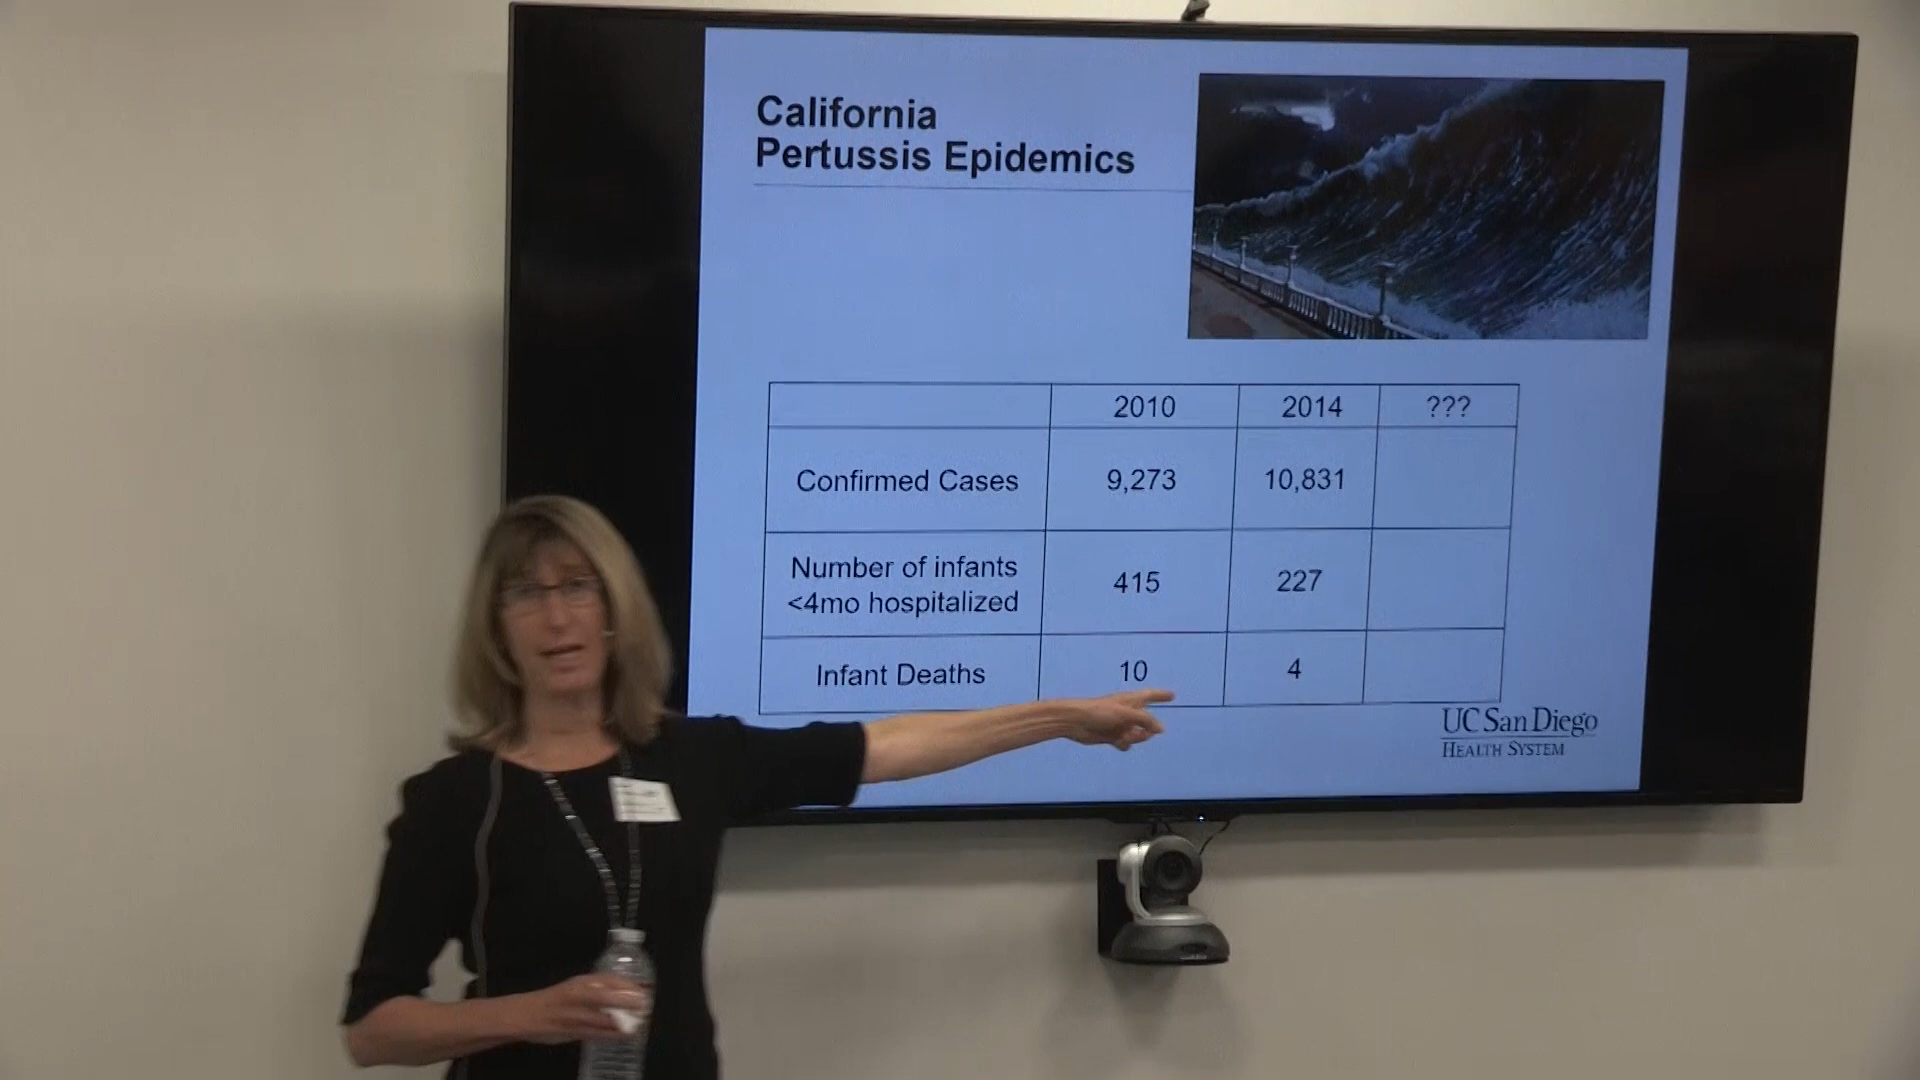 California
Pertussis Epidemics
2010 2014 ???
Confirmed Cases 9,273 10,831
Number of infants
<4mo hospitalized 415 227
Infant Deaths 10 4
UC San Diego
HEALTH SYSTEM